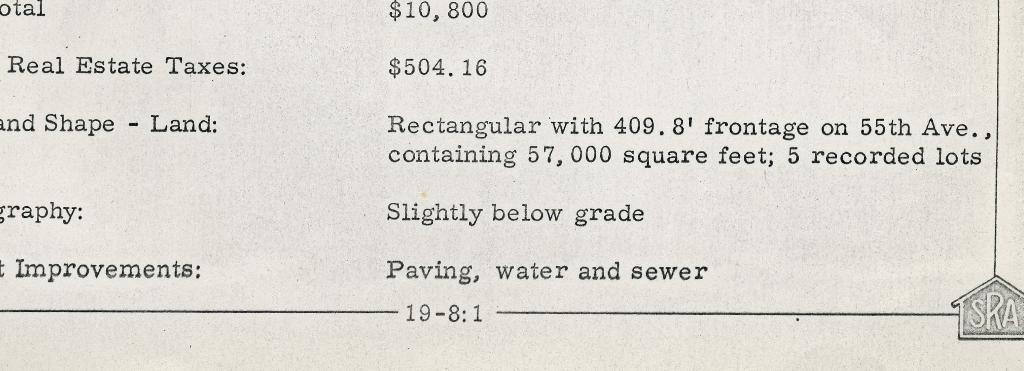 otal $10,800
Real Estate Taxes: $504.16
and Shape - Land: Rectangular with 409.8' frontage on 55th Ave.,
containing 57,000 square feet; 5 recorded lots
graphy: Slightly below grade
t Improvements: Paving, water and sewer
19-8:1
SRA